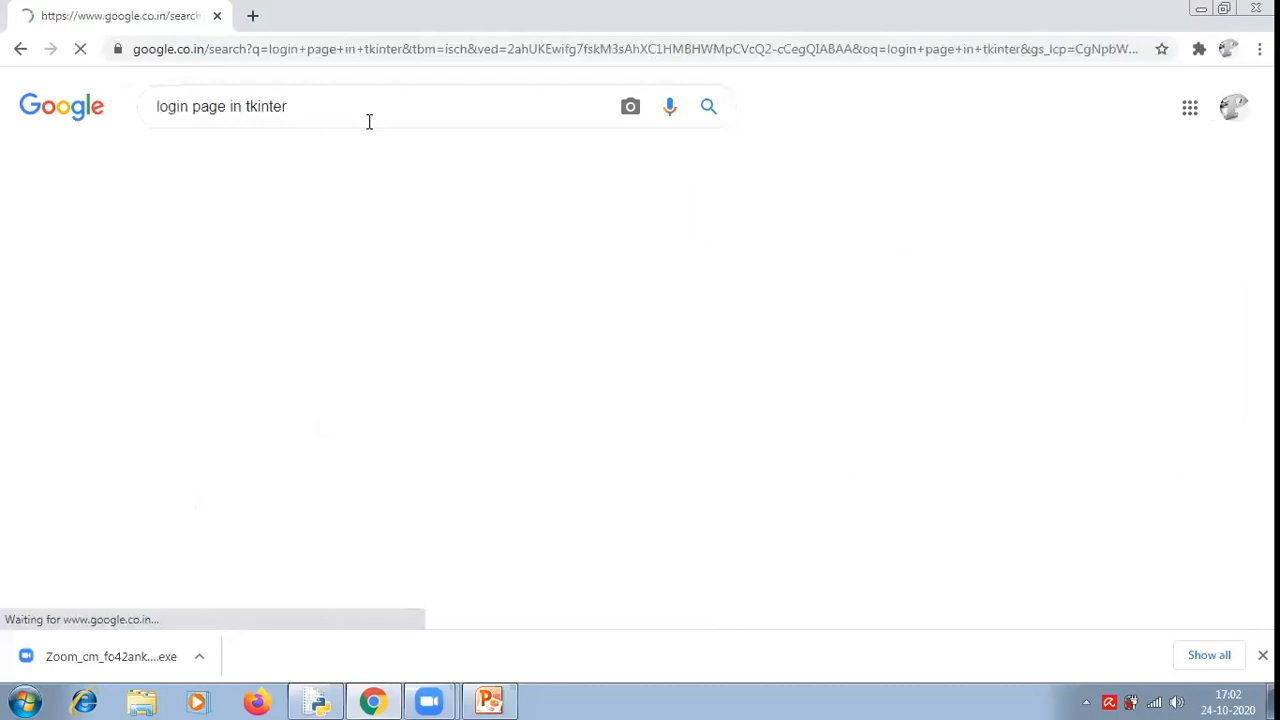 https://www.google.co.in/search
google.co.in/search?q=login+page+in+tkinter&tbm=isch&ved=2ahUKEwifg7fskM3sAhXC1HMBHWMpCVcQ2-cCegQIABAA&oq=login+page+in+tkinter&gs_lcp=CgNpbW...
Google
login page in tkinter
Waiting for www.google.co.in...
Zoom_cm_fo42ank....exe
Show all
17:02
24-10-2020